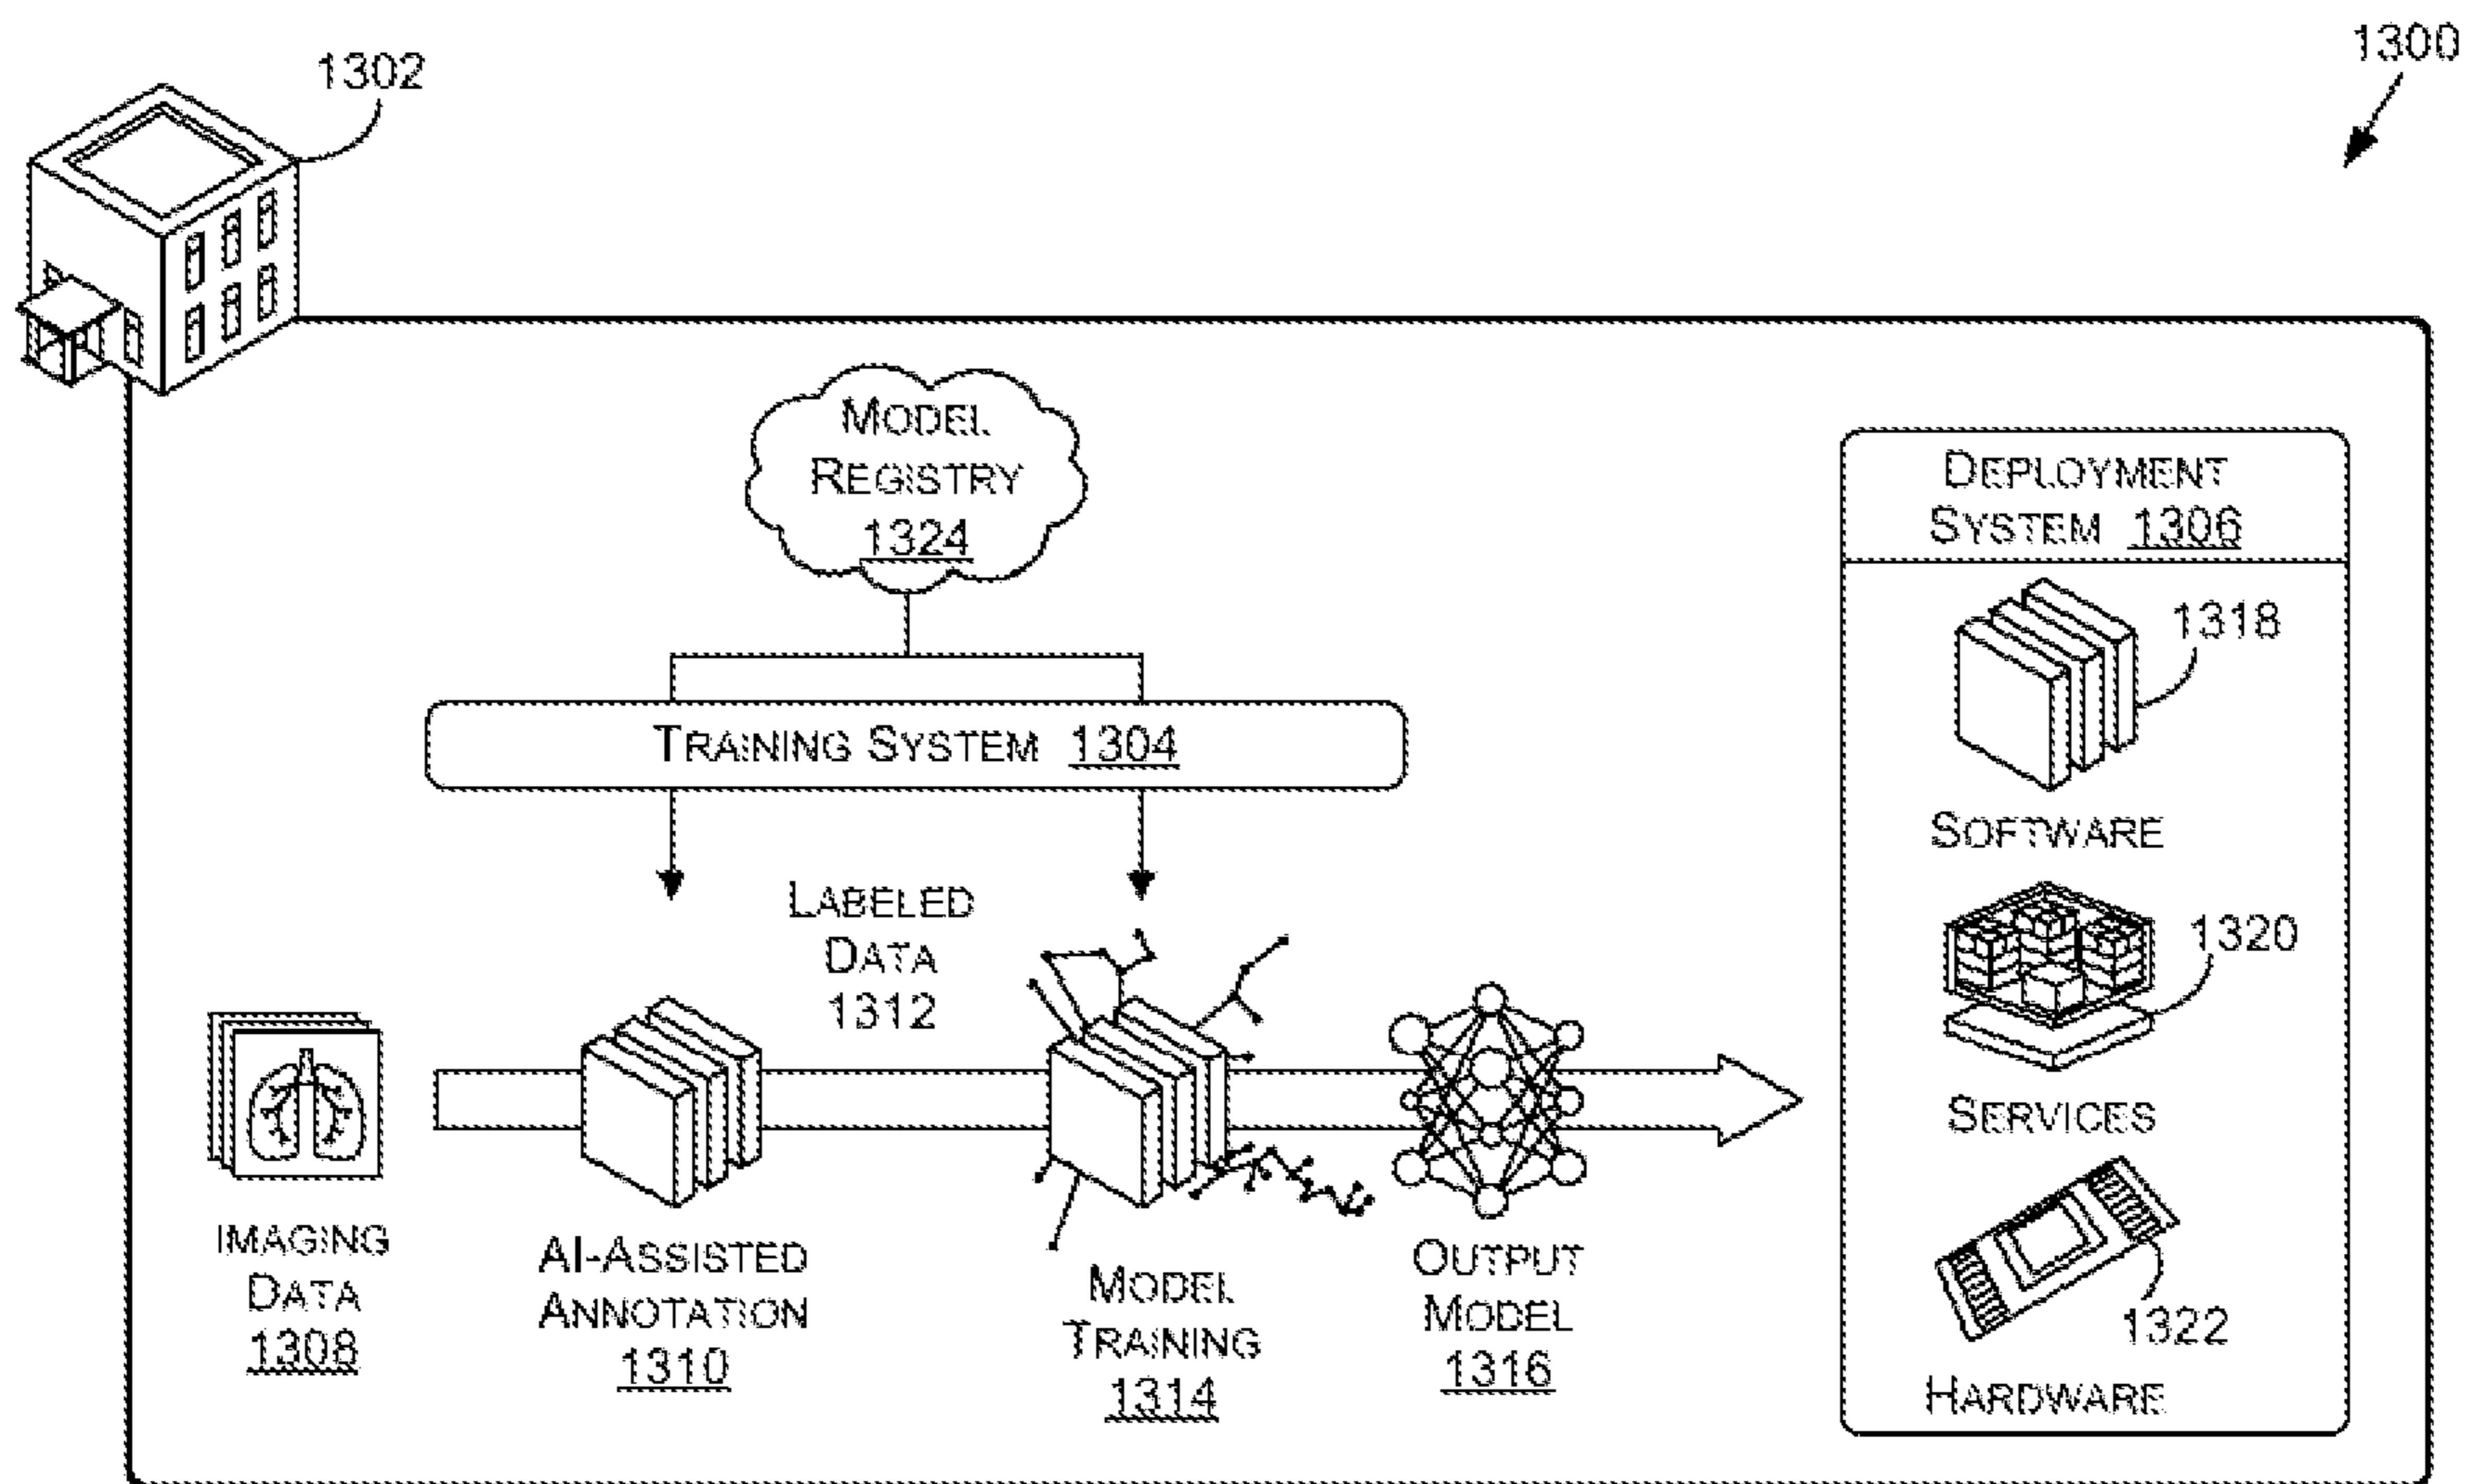 1300
1302
MODEL
REGISTRY
1324
DEPLOYMENT
SYSTEM 1306
1318
SOFTWARE
1320
SERVICES
1322
HARDWARE
TRAINING SYSTEM 1304
LABELED
DATA
1312
IMAGING
DATA
1308
AI-ASSISTED
ANNOTATION
1310
MODEL
TRAINING
1314
OUTPUT
MODEL
1316